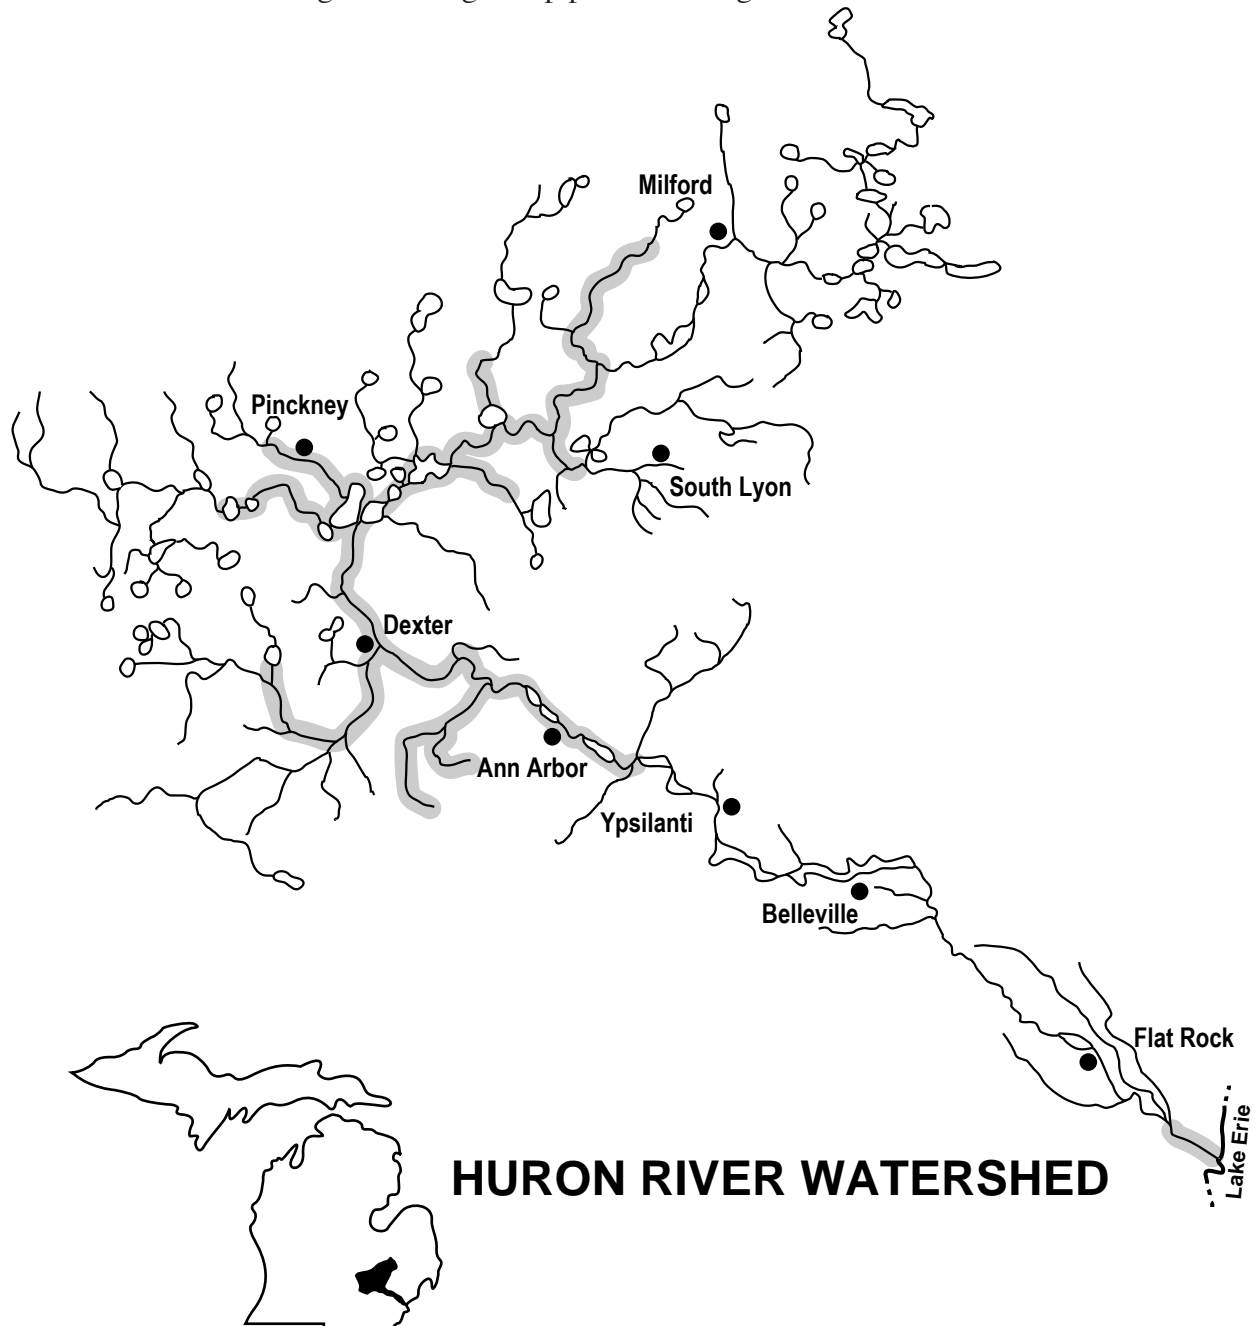 Milford
Pinckney
South Lyon
Dexter
Ann Arbor
Ypsilanti
Belleville
Flat Rock
Lake Erie
HURON RIVER WATERSHED